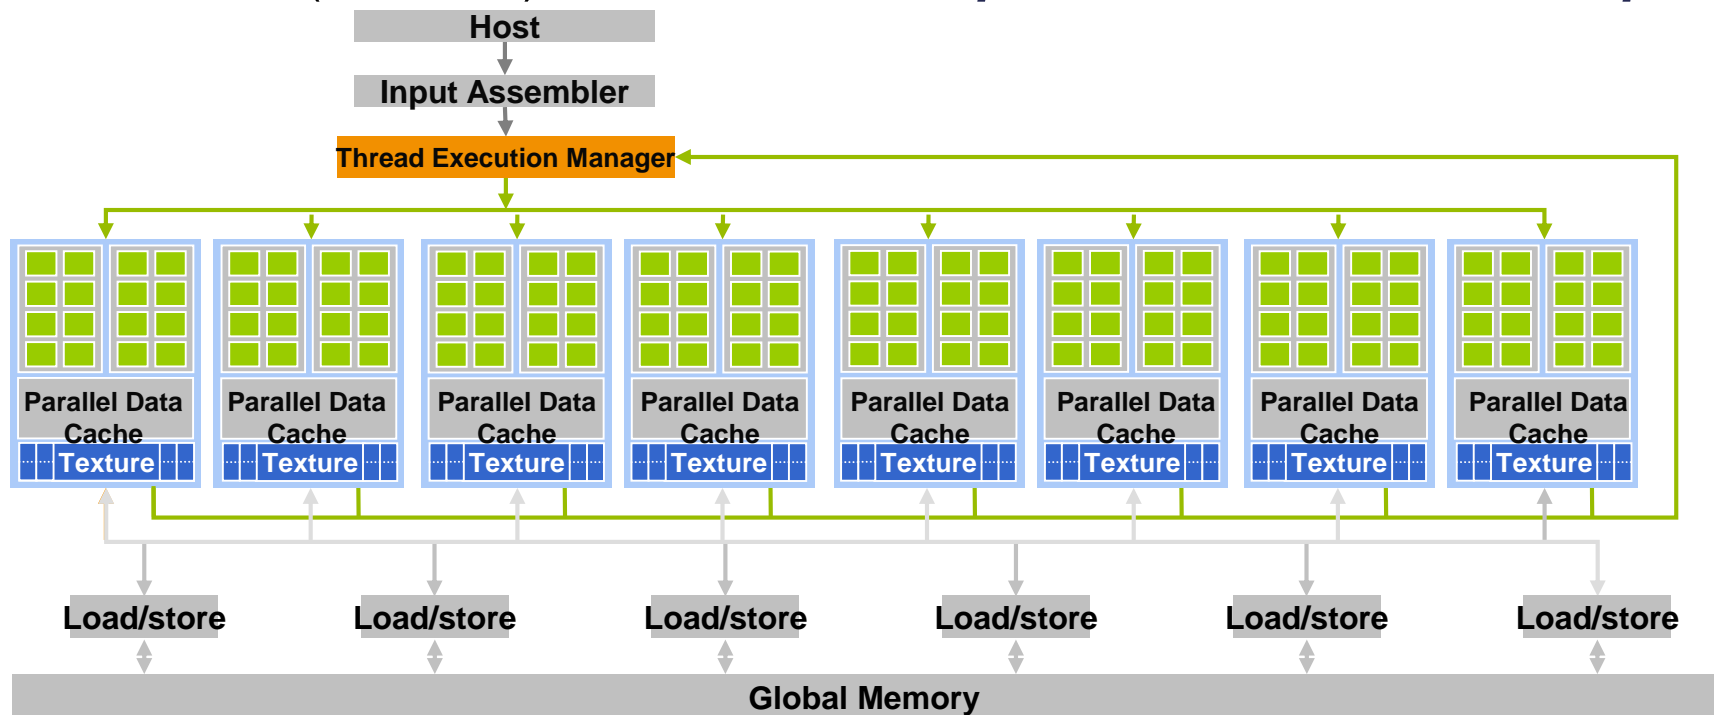 Host
Input Assembler
Thread Execution Manager
Parallel Data Cache
Parallel Data Cache
Parallel Data Cache
Parallel Data Cache
Parallel Data Cache
Parallel Data Cache
Parallel Data Cache
Parallel Data Cache
Texture
Texture
Texture
Texture
Texture
Texture
Texture
Texture
Load/store
Load/store
Load/store
Load/store
Load/store
Load/store
Global Memory